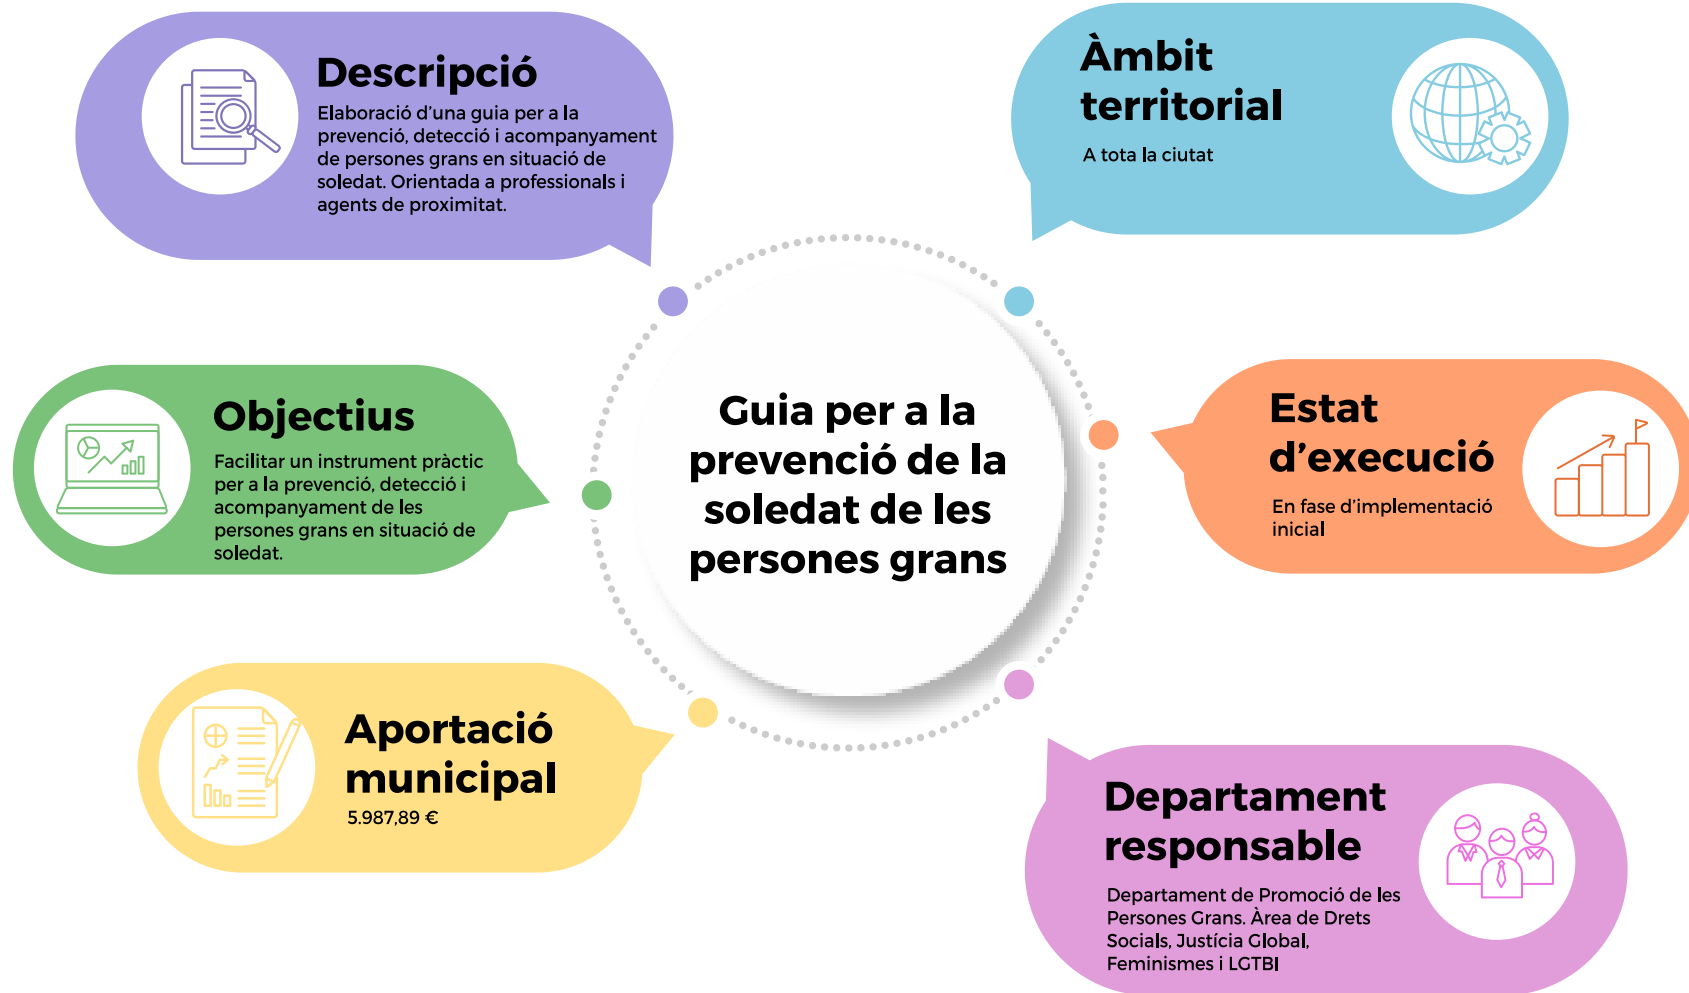 Descripció
Elaboració d'una guia per a la
prevenció, detecció i acompanyament
de persones grans en situació de
soledat. Orientada a professionals i
agents de proximitat.
Àmbit
territorial
A tota la ciutat
Objectius
Facilitar un instrument pràctic
per a la prevenció, detecció i
acompanyament de les
persones grans en situació de
soledat.
Guia per a la
prevenció de la
soledat de les
persones grans
Estat
d'execució
En fase d'implementació
inicial
Aportació
municipal
5.987,89 €
Departament
responsable
Departament de Promoció de les
Persones Grans. Àrea de Drets
Socials, Justícia Global,
Feminismes i LGTBI